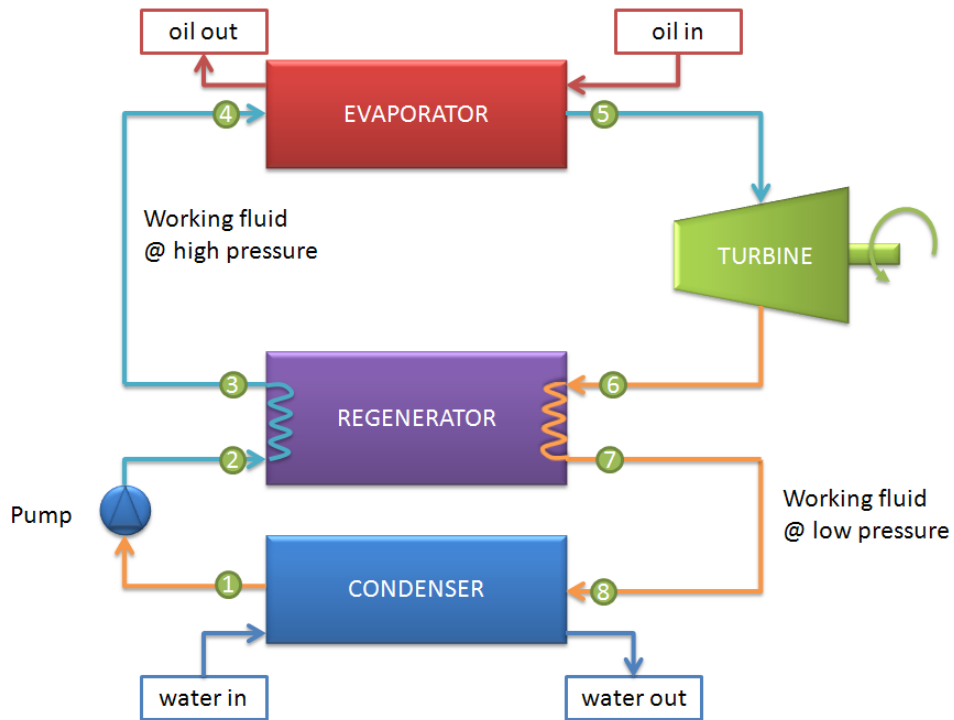 oil out
oil in
EVAPORATOR
4
5
Working fluid
@ high pressure
TURBINE
3
6
REGENERATOR
2
7
Pump
Working fluid
@ low pressure
1
CONDENSER
8
water in
water out